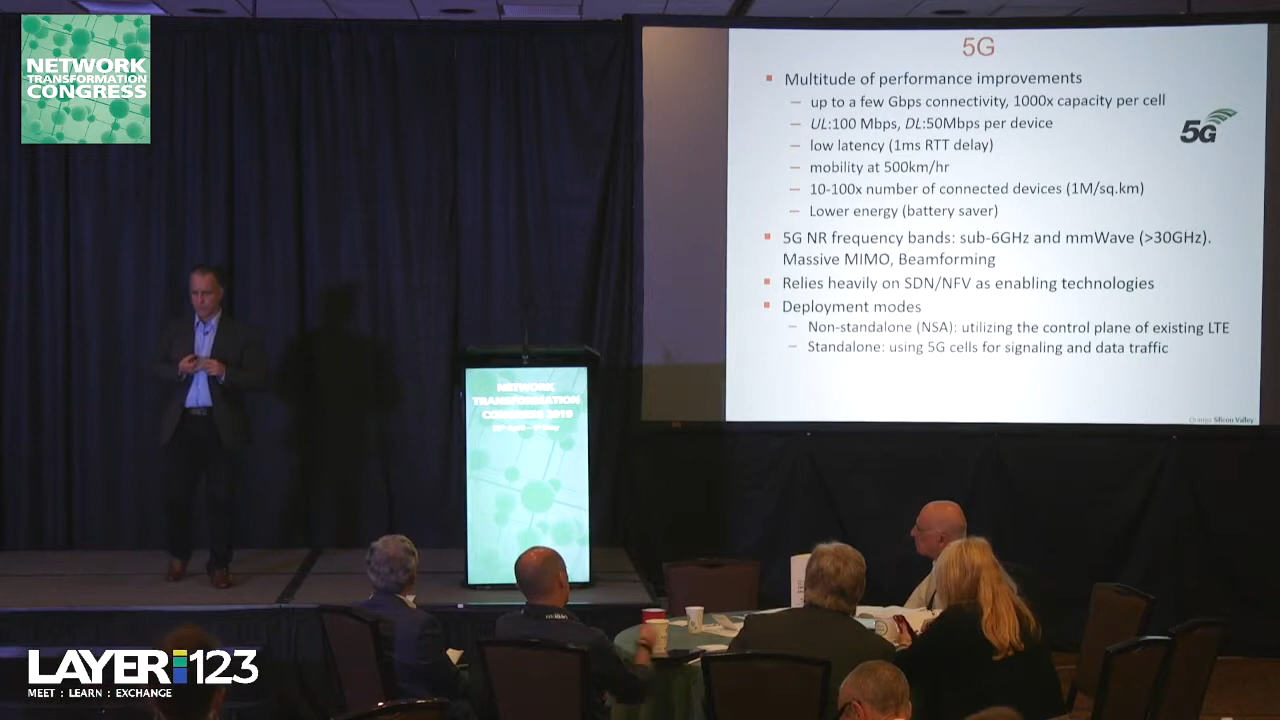 NETWORK
TRANSFORMATION
CONGRESS
5G
Multitude of performance improvements
— up to a few Gbps connectivity, 1000x capacity per cell
— UL:100 Mbps, DL:50Mbps per device
— low latency (1ms RTT delay)
— mobility at 500km/hr
— 10-100x number of connected devices (1M/sq.km)
— Lower energy (battery saver)
5G NR frequency bands: sub-6GHz and mmWave (>30GHz).
Massive MIMO, Beamforming
Relies heavily on SDN/NFV as enabling technologies
Deployment modes
— Non-standalone (NSA): utilizing the control plane of existing LTE
— Standalone: using 5G cells for signaling and data traffic
5G
Orange Silicon Valley
NETWORK
TRANSFORMATION
CONGRESS 2019
LAYER123
MEET : LEARN : EXCHANGE